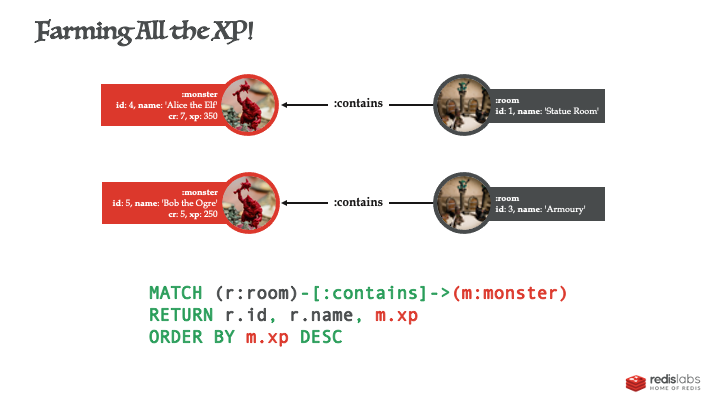 Farming All the XP!
:monster
id: 4, name: 'Alice the Elf'
cr: 7, xp: 350
:contains
:room
id: 1, name: 'Statue Room'
:monster
id: 5, name: 'Bob the Ogre'
cr: 5, xp: 250
:contains
:room
id: 3, name: 'Armoury'
MATCH (r:room)-[:contains]->(m:monster)
RETURN r.id, r.name, m.xp
ORDER BY m.xp DESC
redislabs
HOME OF REDIS